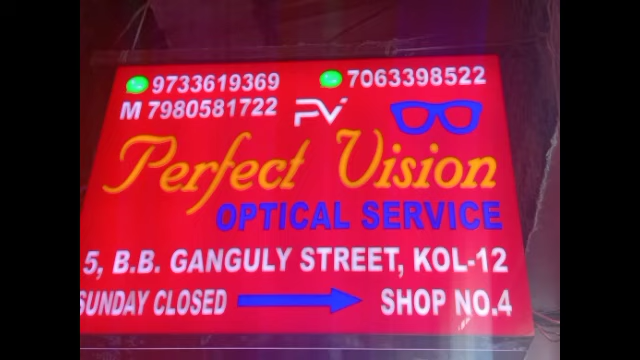 9733619369 7063398522
M 7980581722 PV
Perfect Vision
OPTICAL SERVICE
5, B.B. GANGULY STREET, KOL-12
SUNDAY CLOSED SHOP NO.4